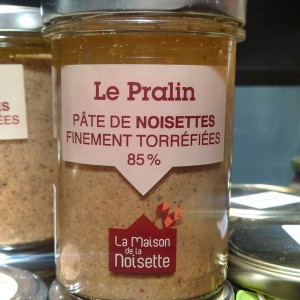 Le Pralin
PÂTE DE NOISETTES
FINEMENT TORRÉFIÉES
85 %
La Maison
de la
Noisette